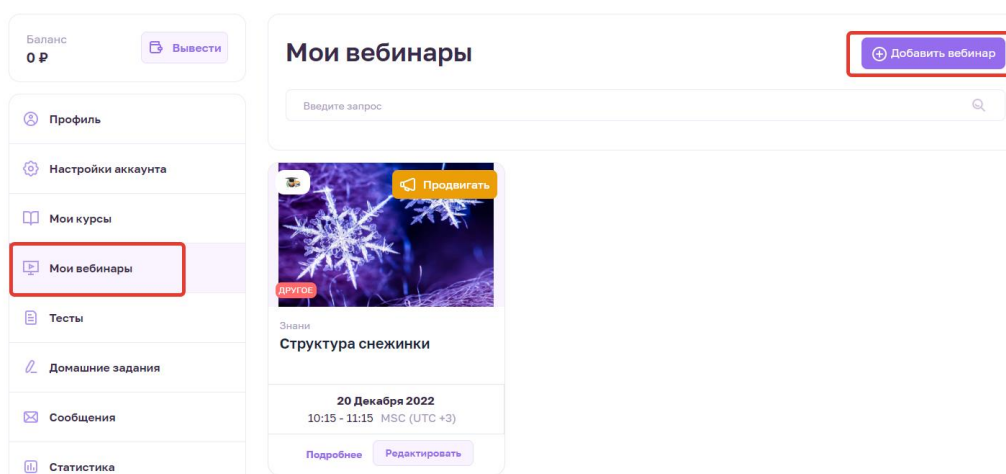 Баланс
0 ₽
Вывести
Профиль
Настройки аккаунта
Мои курсы
Мои вебинары
Тесты
Домашние задания
Сообщения
Статистика
Мои вебинары
Добавить вебинар
Введите запрос
Продвигать
ДРУГОЕ
Знани
Структура снежинки
20 Декабря 2022
10:15 - 11:15 MSC (UTC +3)
Подробнее
Редактировать